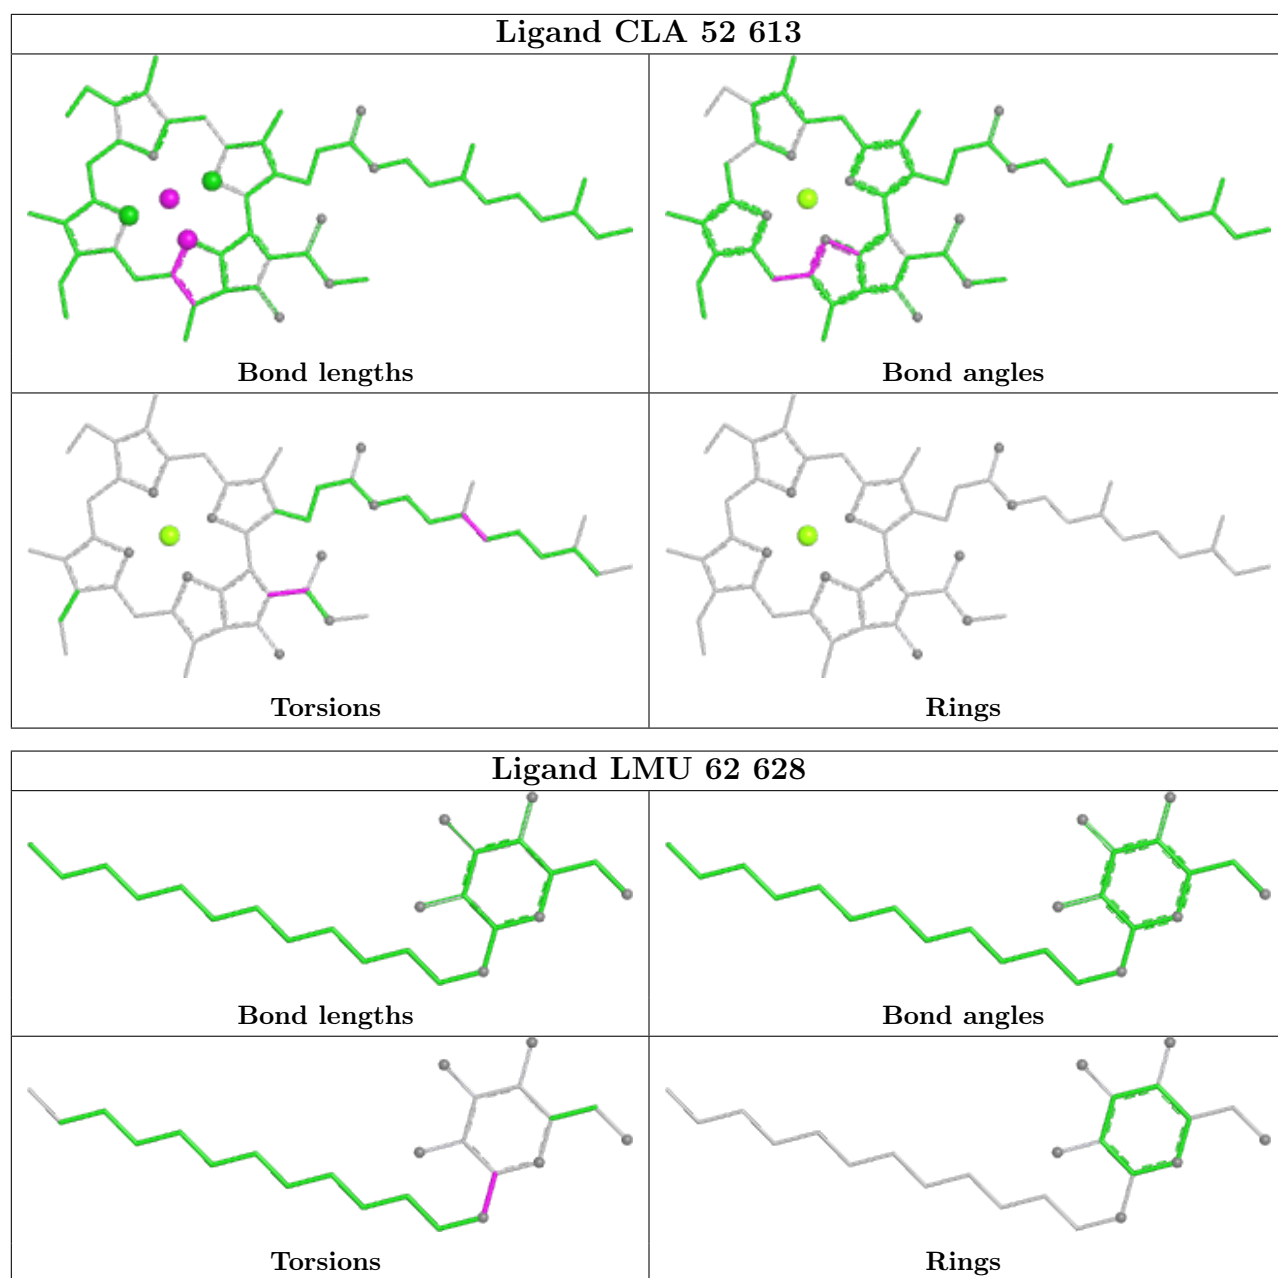 Ligand CLA 52 613
Bond lengths
Bond angles
Torsions
Rings
Ligand LMU 62 628
Bond lengths
Bond angles
Torsions
Rings